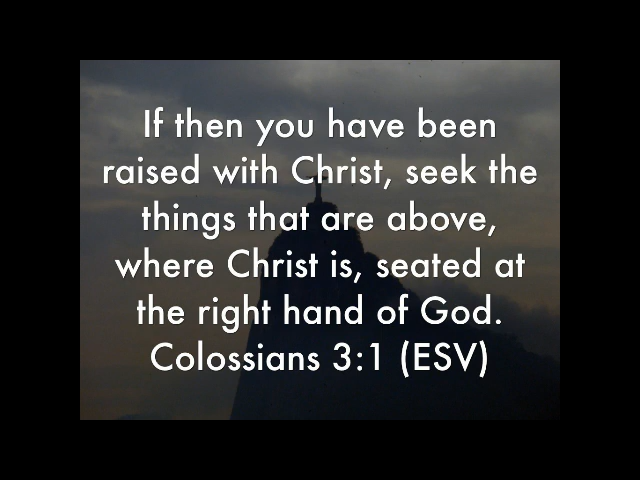 If then you have been
raised with Christ, seek the
things that are above,
where Christ is, seated at
the right hand of God.
Colossians 3:1 (ESV)